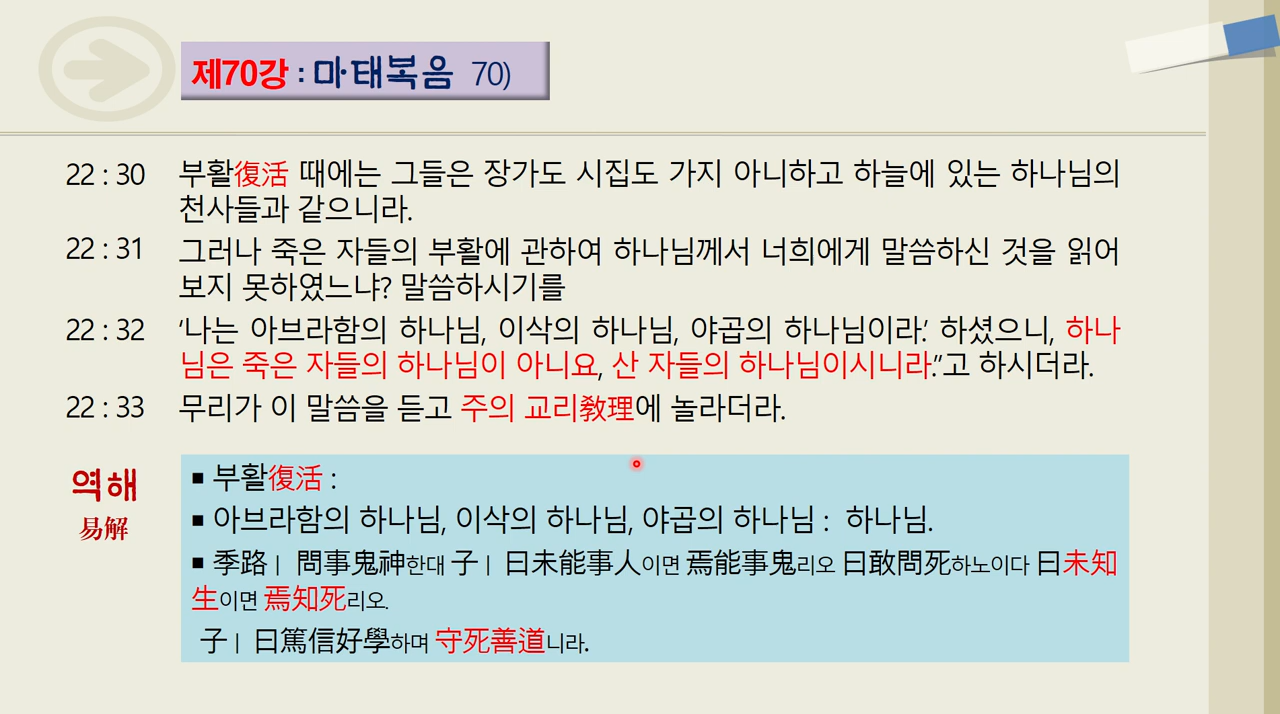 제70강 : 마태복음 70)
22 : 30 부활復活 때에는 그들은 장가도 시집도 가지 아니하고 하늘에 있는 하나님의
천사들과 같으니라.
22 : 31 그러나 죽은 자들의 부활에 관하여 하나님께서 너희에게 말씀하신 것을 읽어
보지 못하였느냐? 말씀하시기를
22 : 32 ‘나는 아브라함의 하나님, 이삭의 하나님, 야곱의 하나님이라.’ 하셨으니, 하나
님은 죽은 자들의 하나님이 아니요, 산 자들의 하나님이시니라.”고 하시더라.
22 : 33 무리가 이 말씀을 듣고 주의 교리敎理에 놀라더라.
역해
易解
▪ 부활復活 :
▪ 아브라함의 하나님, 이삭의 하나님, 야곱의 하나님 : 하나님.
▪ 季路ㅣ 問事鬼神한대 子ㅣ 曰未能事人이면 焉能事鬼리오 曰敢問死하노이다 曰未知
生이면 焉知死리오.
子ㅣ 曰篤信好學하며 守死善道니라.